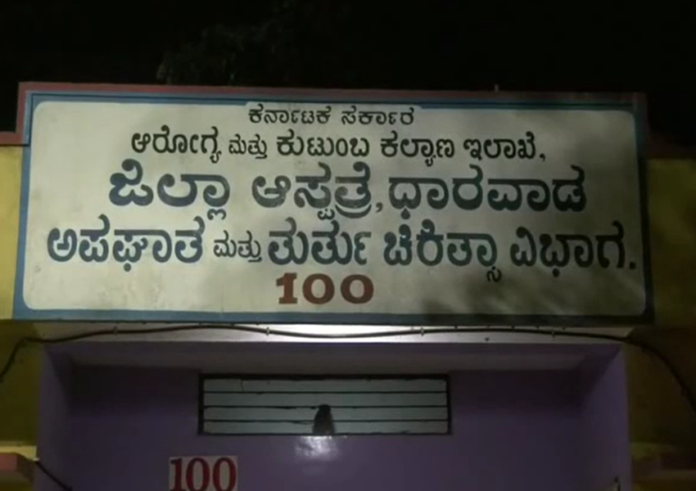 ಕರ್ನಾಟಕ ಸರ್ಕಾರ
ಆರೋಗ್ಯ ಮತ್ತು ಕುಟುಂಬ ಕಲ್ಯಾಣ ಇಲಾಖೆ,
ಜಿಲ್ಲಾ ಆಸ್ಪತ್ರೆ, ಧಾರವಾಡ
ಅಪಘಾತ ಮತ್ತು ತುರ್ತು ಚಿಕಿತ್ಸಾ ವಿಭಾಗ.
100
100